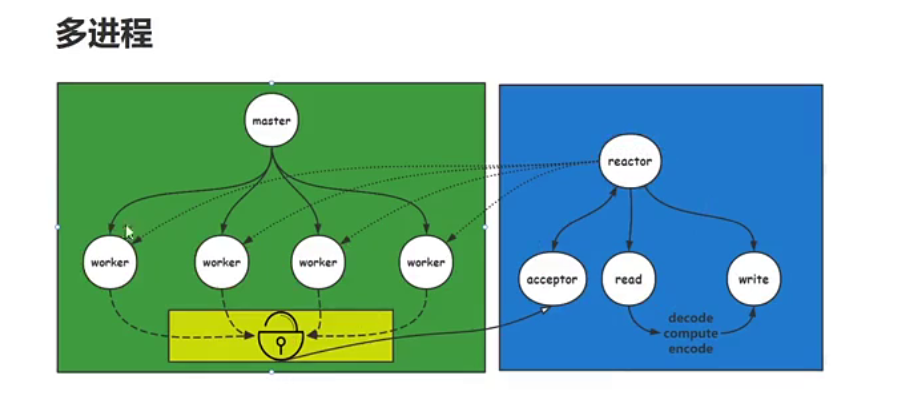 多进程
master
reactor
worker
worker
worker
worker
acceptor
read
write
decode
compute
encode